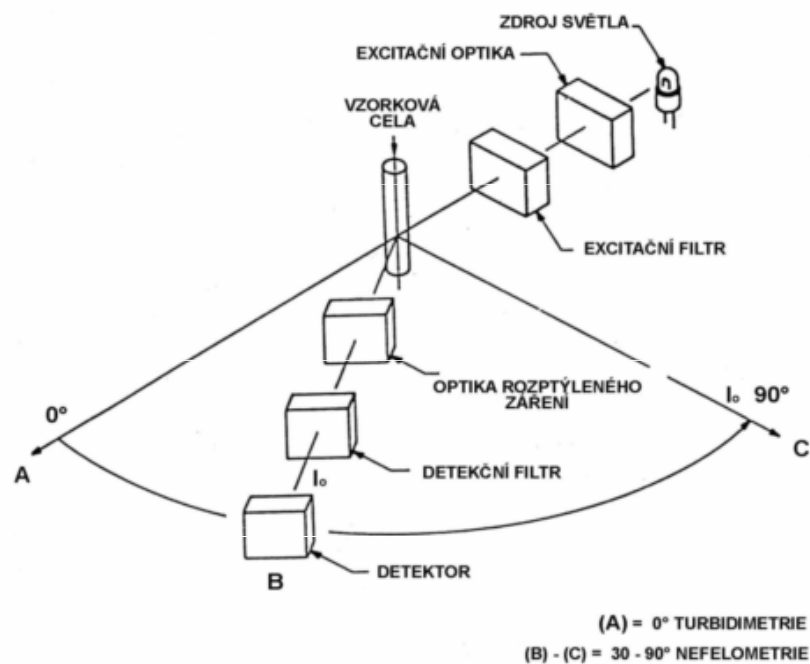 ZDROJ SVĚTLA
EXCITAČNÍ OPTIKA
VZORKOVÁ
CELA
EXCITAČNÍ FILTR
OPTIKA ROZPTÝLENÉHO
ZÁŘENÍ
0°
I₀ 90°
A
C
DETEKČNÍ FILTR
I₀
DETEKTOR
B
(A) = 0° TURBIDIMETRIE
(B) - (C) = 30 - 90° NEFELOMETRIE